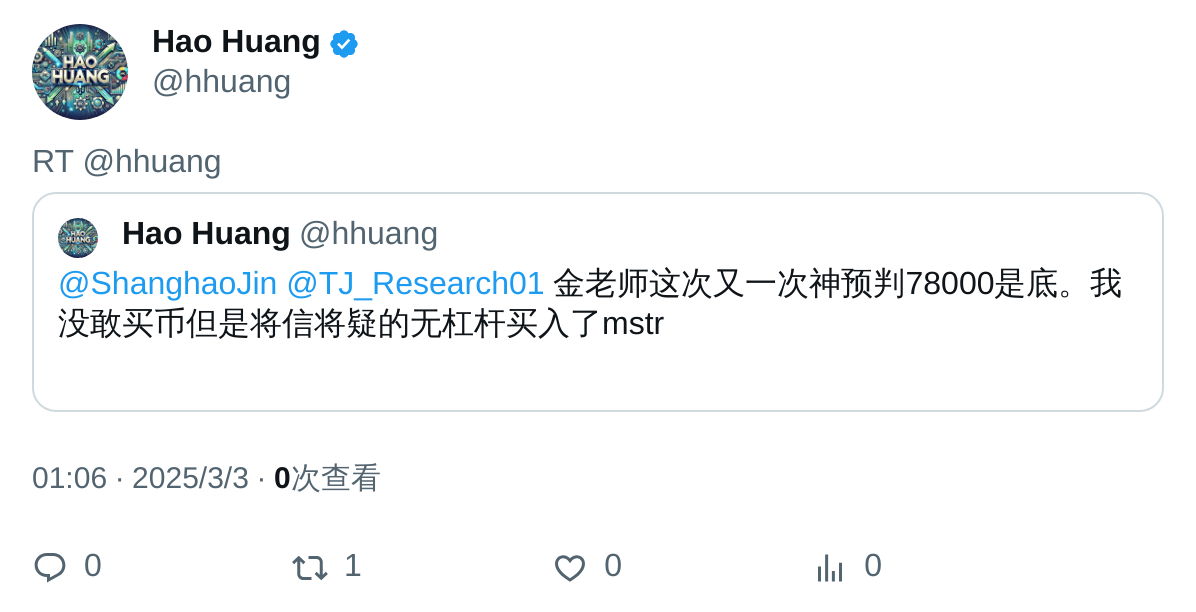 HAO
HUANG
Hao Huang
@hhuang
RT @hhuang
HAO
HUANG
Hao Huang @hhuang
@ShanghaoJin @TJ_Research01 金老师这次又一次神预判78000是底。我
没敢买币但是将信将疑的无杠杆买入了mstr
01:06 · 2025/3/3 · 0次查看
0 1 0 0